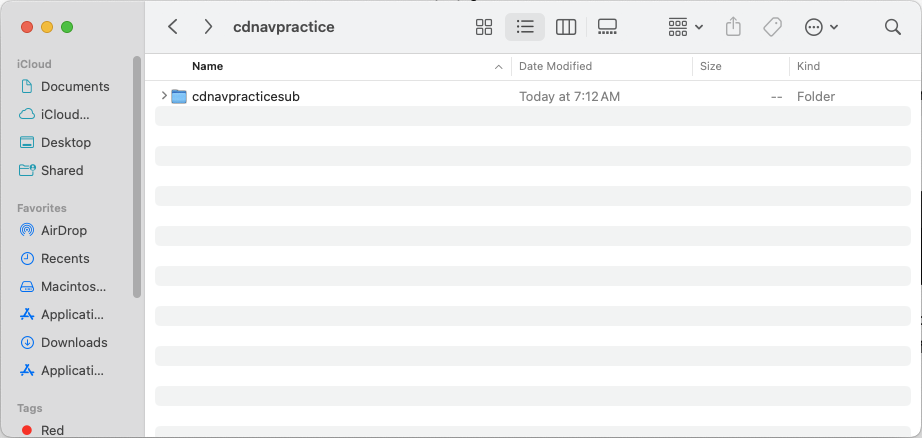 cdnavpractice
iCloud
Documents
iCloud...
Desktop
Shared
Favorites
AirDrop
Recents
Macintos...
Applicati...
Downloads
Applicati...
Tags
Red
Name Date Modified Size Kind
cdnavpracticesub Today at 7:12 AM -- Folder